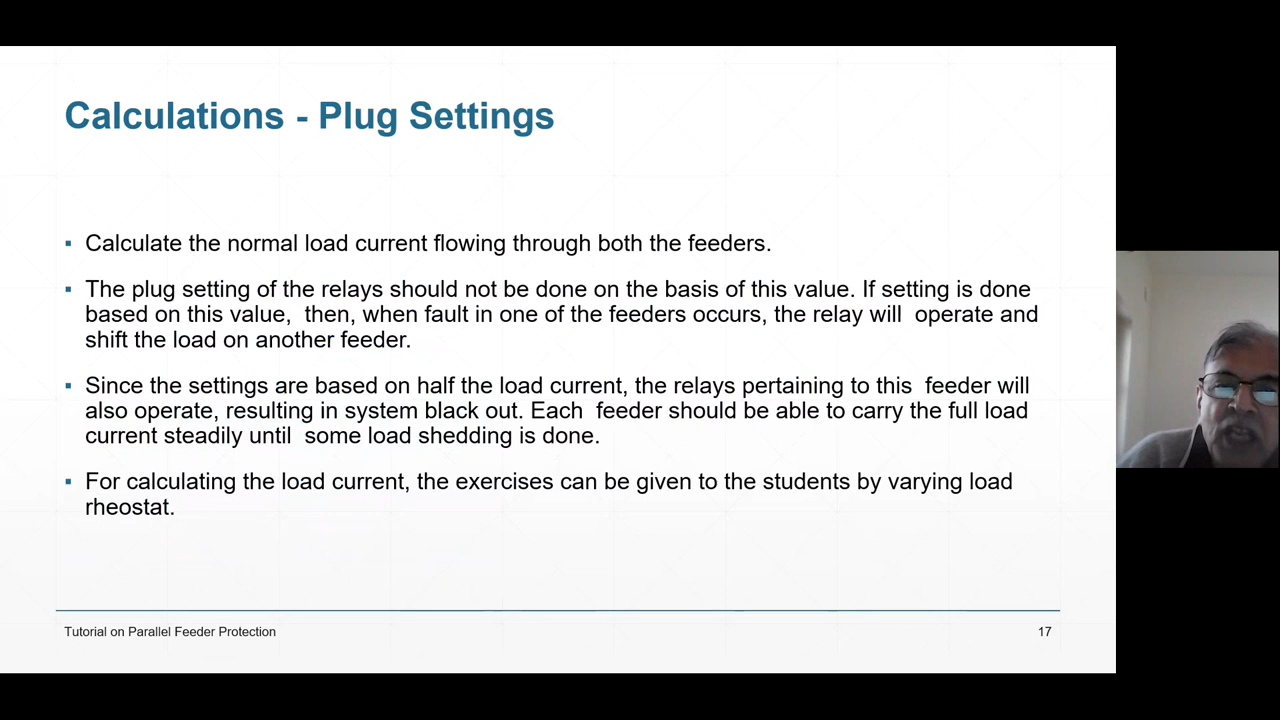 Calculations - Plug Settings
▪ Calculate the normal load current flowing through both the feeders.
▪ The plug setting of the relays should not be done on the basis of this value. If setting is done
based on this value, then, when fault in one of the feeders occurs, the relay will operate and
shift the load on another feeder.
▪ Since the settings are based on half the load current, the relays pertaining to this feeder will
also operate, resulting in system black out. Each feeder should be able to carry the full load
current steadily until some load shedding is done.
▪ For calculating the load current, the exercises can be given to the students by varying load
rheostat.
Tutorial on Parallel Feeder Protection
17